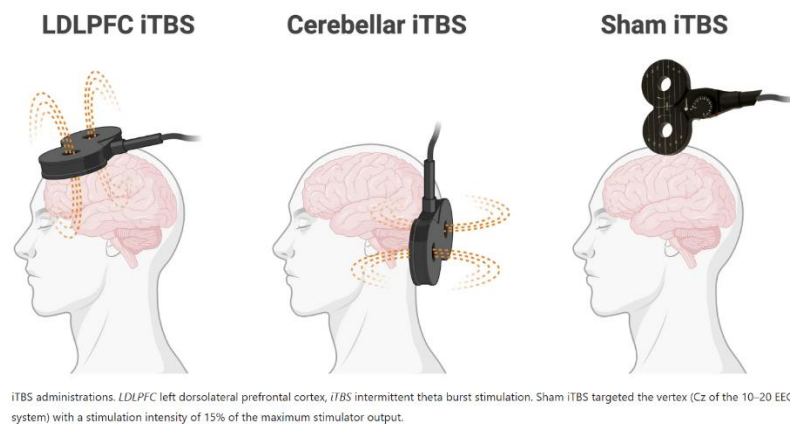 LDLPFC iTBS
Cerebellar iTBS
Sham iTBS
iTBS administrations. LDLPFC left dorsolateral prefrontal cortex, iTBS intermittent theta burst stimulation. Sham iTBS targeted the vertex (Cz of the 10–20 EEG
system) with a stimulation intensity of 15% of the maximum stimulator output.